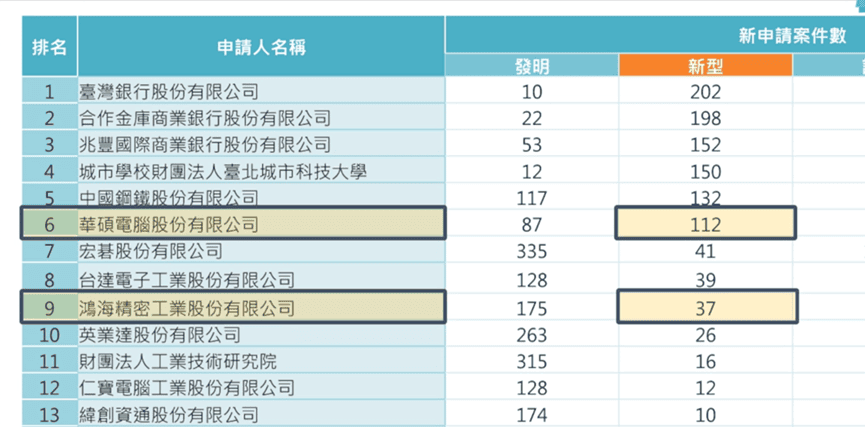 排名 申請人名稱 新申請案件數
發明 新型
1 臺灣銀行股份有限公司 10 202
2 合作金庫商業銀行股份有限公司 22 198
3 兆豐國際商業銀行股份有限公司 53 152
4 城市學校財團法人臺北城市科技大學 12 150
5 中國鋼鐵股份有限公司 117 132
6 華碩電腦股份有限公司 87 112
7 宏碁股份有限公司 335 41
8 台達電子工業股份有限公司 128 39
9 鴻海精密工業股份有限公司 175 37
10 英業達股份有限公司 263 26
11 財團法人工業技術研究院 315 16
12 仁寶電腦工業股份有限公司 128 12
13 緯創資通股份有限公司 174 10